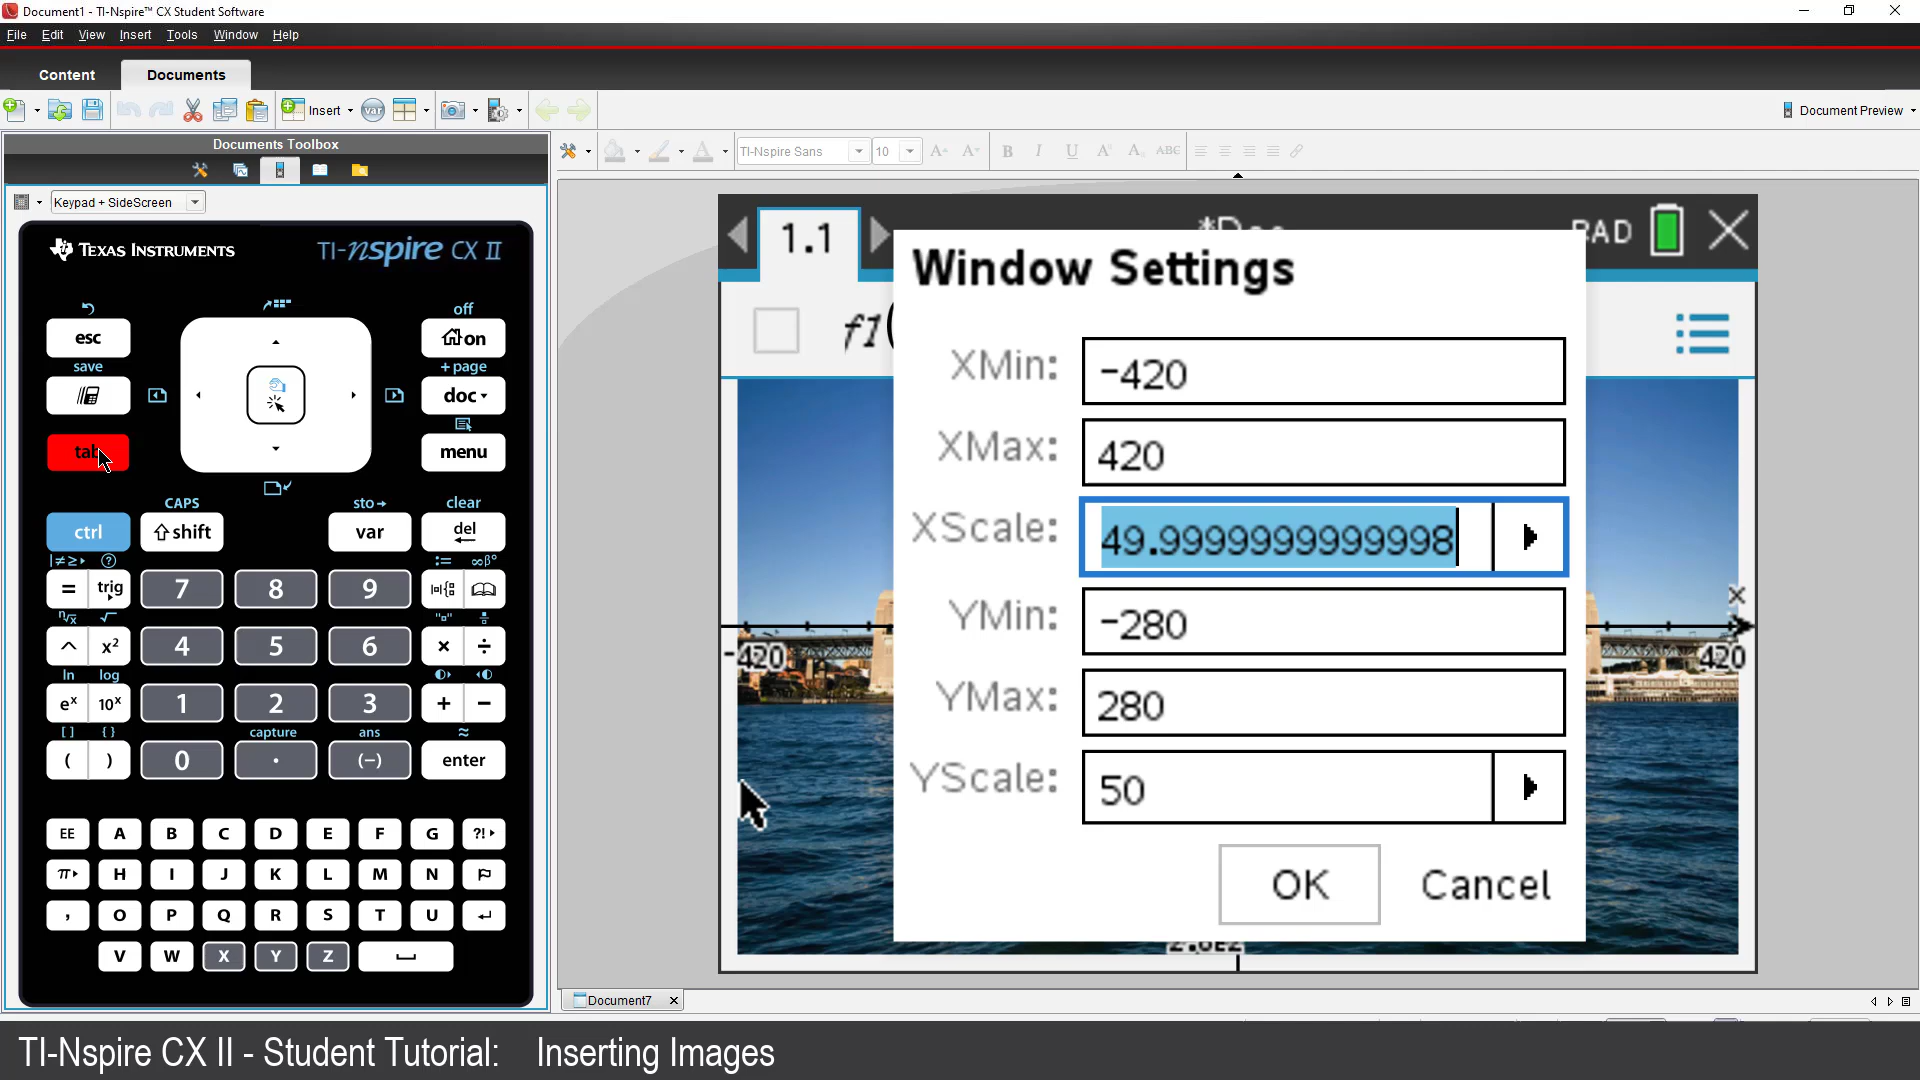 Document1 - TI-Nspire™ CX Student Software
File Edit View Insert Tools Window Help
Content Documents
Insert var Document Preview
Documents Toolbox
TI-Nspire Sans 10 B I U A A ABC
Keypad + SideScreen
TEXAS INSTRUMENTS TI-nspire CX II
off
esc on
save + page
doc
tab menu
CAPS sto→ clear
ctrl shift var del
= trig 7 8 9
^ x² 4 5 6 × ÷
ln log
eˣ 10ˣ 1 2 3 + −
[ ] { } capture ans ≈
( ) 0 . (−) enter
EE A B C D E F G ?!
π H I J K L M N
, O P Q R S T U
V W X Y Z
1.1 RAD
f1(
Window Settings
XMin: -420
XMax: 420
XScale: 49.9999999999998
YMin: -280
YMax: 280
YScale: 50
OK Cancel
x
-420 420
Document7
TI-Nspire CX II - Student Tutorial: Inserting Images